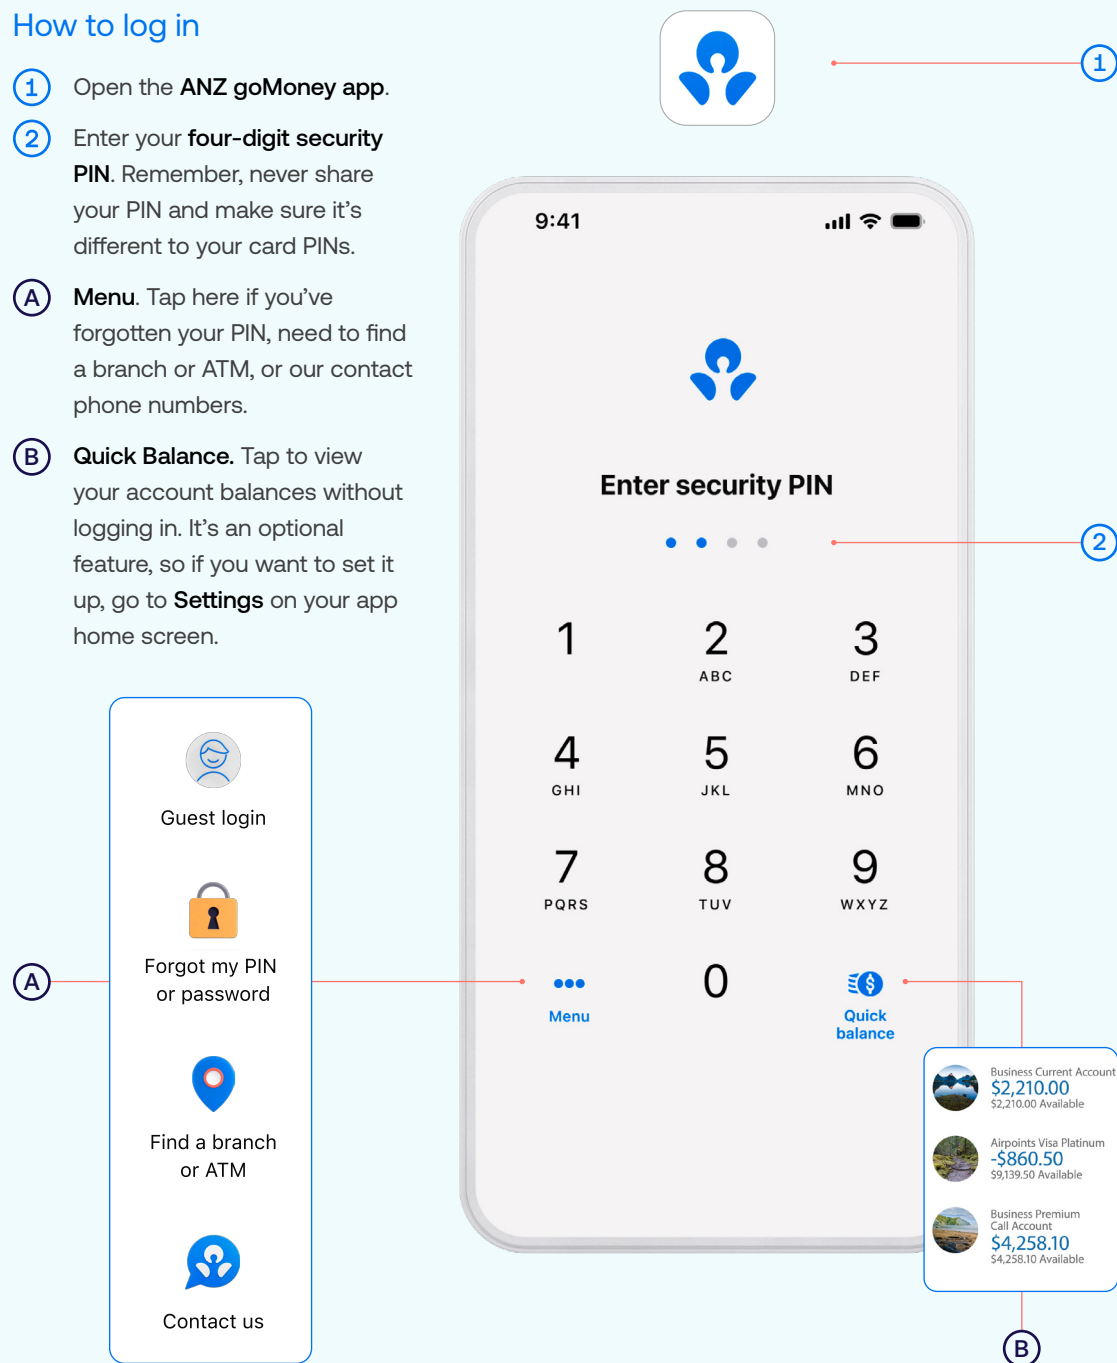 How to log in
1
Open the ANZ goMoney app.
2
Enter your four-digit security
PIN. Remember, never share
your PIN and make sure it’s
different to your card PINs.
A
Menu. Tap here if you’ve
forgotten your PIN, need to find
a branch or ATM, or our contact
phone numbers.
B
Quick Balance. Tap to view
your account balances without
logging in. It’s an optional
feature, so if you want to set it
up, go to Settings on your app
home screen.
Guest login
Forgot my PIN
or password
Find a branch
or ATM
Contact us
A
1
9:41
Enter security PIN
2
1
2
ABC
3
DEF
4
GHI
5
JKL
6
MNO
7
PQRS
8
TUV
9
WXYZ
Menu
0
Quick
balance
Business Current Account
$2,210.00
$2,210.00 Available
Airpoints Visa Platinum
-$860.50
$9,139.50 Available
Business Premium
Call Account
$4,258.10
$4,258.10 Available
B